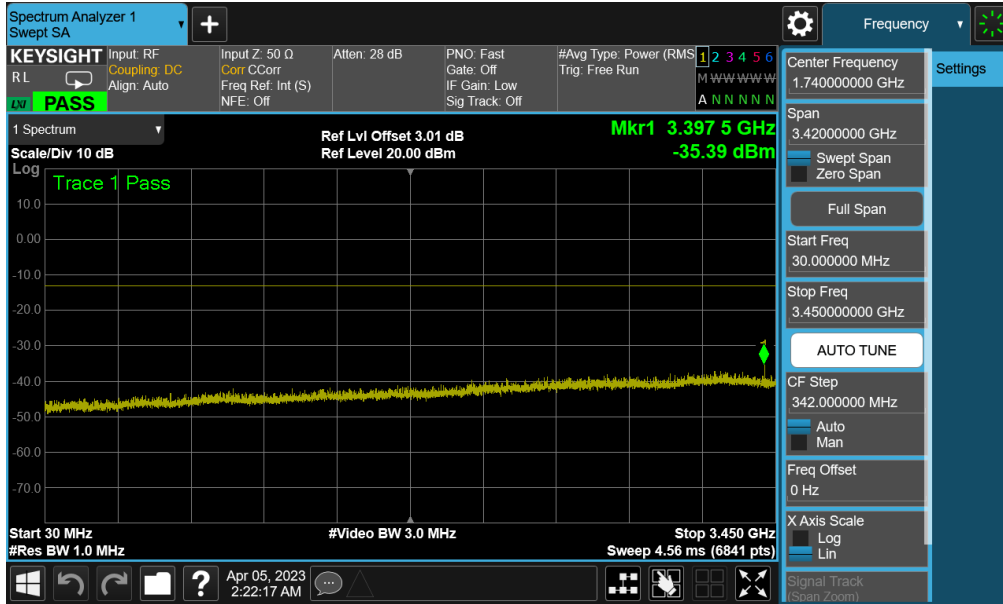 Spectrum Analyzer 1
Swept SA
Frequency
KEYSIGHT
R L
LXI
PASS
Input: RF
Coupling: DC
Align: Auto
Input Z: 50 Ω
Corr CCorr
Freq Ref: Int (S)
NFE: Off
Atten: 28 dB
PNO: Fast
Gate: Off
IF Gain: Low
Sig Track: Off
#Avg Type: Power (RMS
Trig: Free Run
1 2 3 4 5 6
M W W W W W
A N N N N N
1 Spectrum
Scale/Div 10 dB
Ref Lvl Offset 3.01 dB
Ref Level 20.00 dBm
Mkr1 3.397 5 GHz
-35.39 dBm
Log
Trace 1 Pass
10.0
0.00
-10.0
-20.0
-30.0
-40.0
-50.0
-60.0
-70.0
1
Start 30 MHz
#Res BW 1.0 MHz
#Video BW 3.0 MHz
Stop 3.450 GHz
Sweep 4.56 ms (6841 pts)
Apr 05, 2023
2:22:17 AM
Center Frequency
1.740000000 GHz
Span
3.42000000 GHz
Swept Span
Zero Span
Full Span
Start Freq
30.000000 MHz
Stop Freq
3.450000000 GHz
AUTO TUNE
CF Step
342.000000 MHz
Auto
Man
Freq Offset
0 Hz
X Axis Scale
Log
Lin
Signal Track
(Span Zoom)
Settings